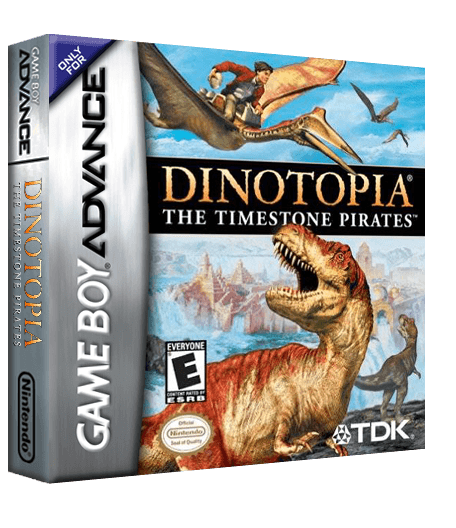 GAME BOY ADVANCE
DINOTOPIA
THE TIMESTONE PIRATES
Nintendo®
ONLY
FOR
GAME BOY ADVANCE
DINOTOPIA®
THE TIMESTONE PIRATES™
EVERYONE
E
CONTENT RATED BY
ESRB
Official
Nintendo
Seal of Quality
TDK